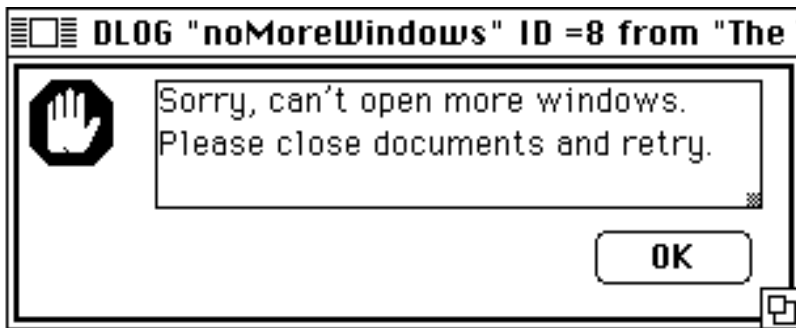 DLOG "noMoreWindows" ID =8 from "The
Sorry, can't open more windows.
Please close documents and retry.
OK